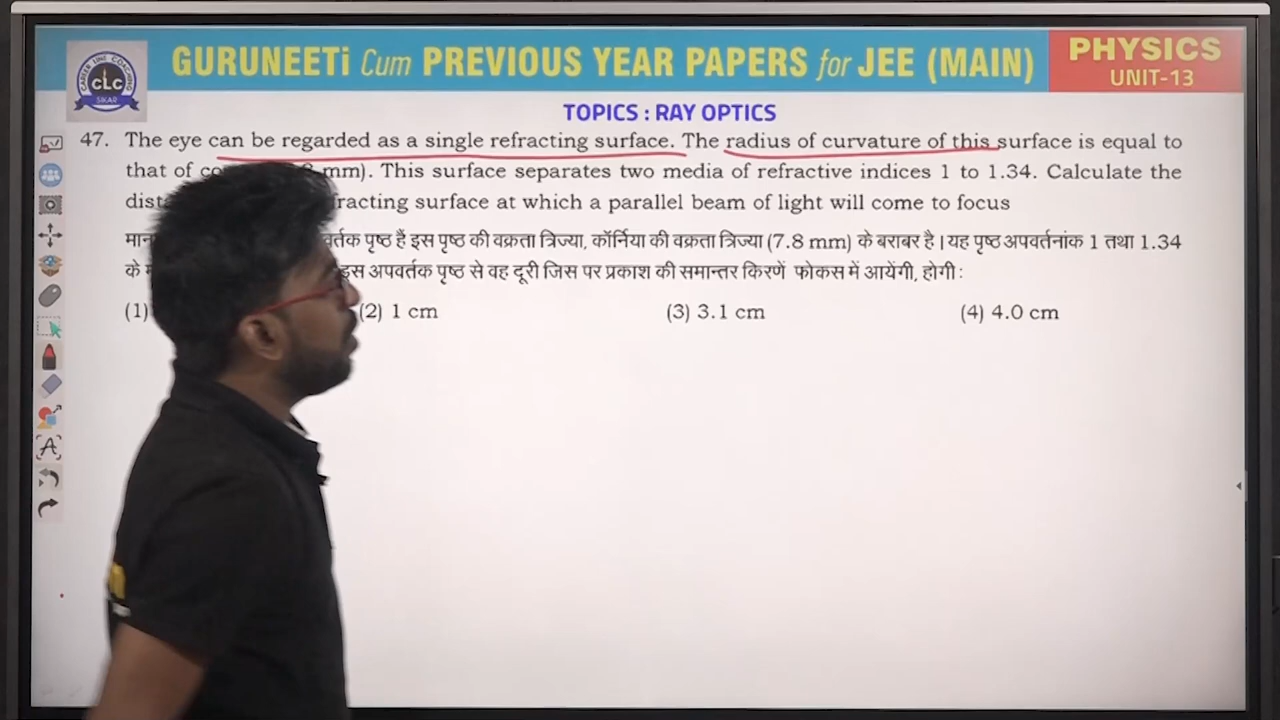 GURUNEETi Cum PREVIOUS YEAR PAPERS for JEE (MAIN)
PHYSICS
UNIT-13
CAREER LINE COACHING
CLC
SIKAR
TOPICS : RAY OPTICS
47. The eye can be regarded as a single refracting surface. The radius of curvature of this surface is equal to
that of mm). This surface separates two media of refractive indices 1 to 1.34. Calculate the
surface at which a parallel beam of light will come to focus
पृष्ठ हैं इस पृष्ठ की वक्रता त्रिज्या, कॉर्निया की वक्रता त्रिज्या (7.8 mm) के बराबर है। यह पृष्ठ अपवर्तनांक 1 तथा 1.34
के इस अपवर्तक पृष्ठ से वह दूरी जिस पर प्रकाश की समान्तर किरणें फोकस में आयेंगी, होगी :
(1) (2) 1 cm (3) 3.1 cm (4) 4.0 cm